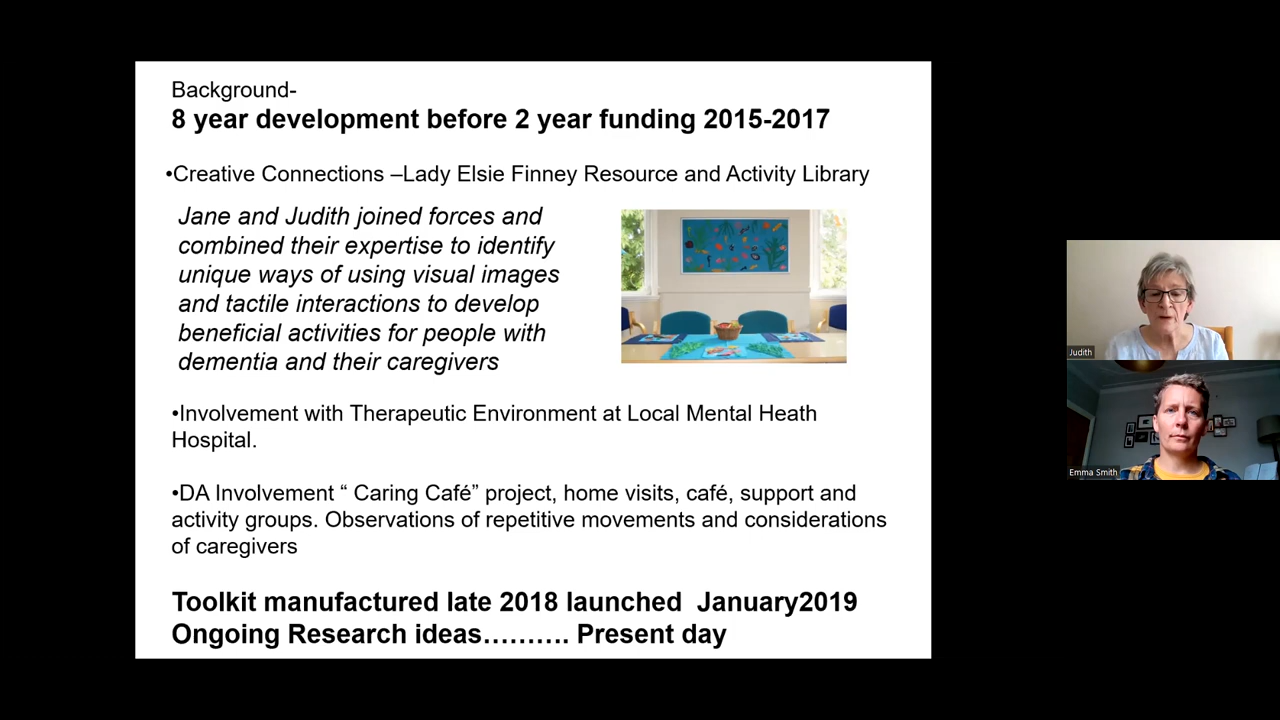 Background-
8 year development before 2 year funding 2015-2017
•Creative Connections –Lady Elsie Finney Resource and Activity Library
Jane and Judith joined forces and
combined their expertise to identify
unique ways of using visual images
and tactile interactions to develop
beneficial activities for people with
dementia and their caregivers
•Involvement with Therapeutic Environment at Local Mental Heath
Hospital.
•DA Involvement “ Caring Café” project, home visits, café, support and
activity groups. Observations of repetitive movements and considerations
of caregivers
Toolkit manufactured late 2018 launched  January2019
Ongoing Research ideas………. Present day
Judith
Emma Smith